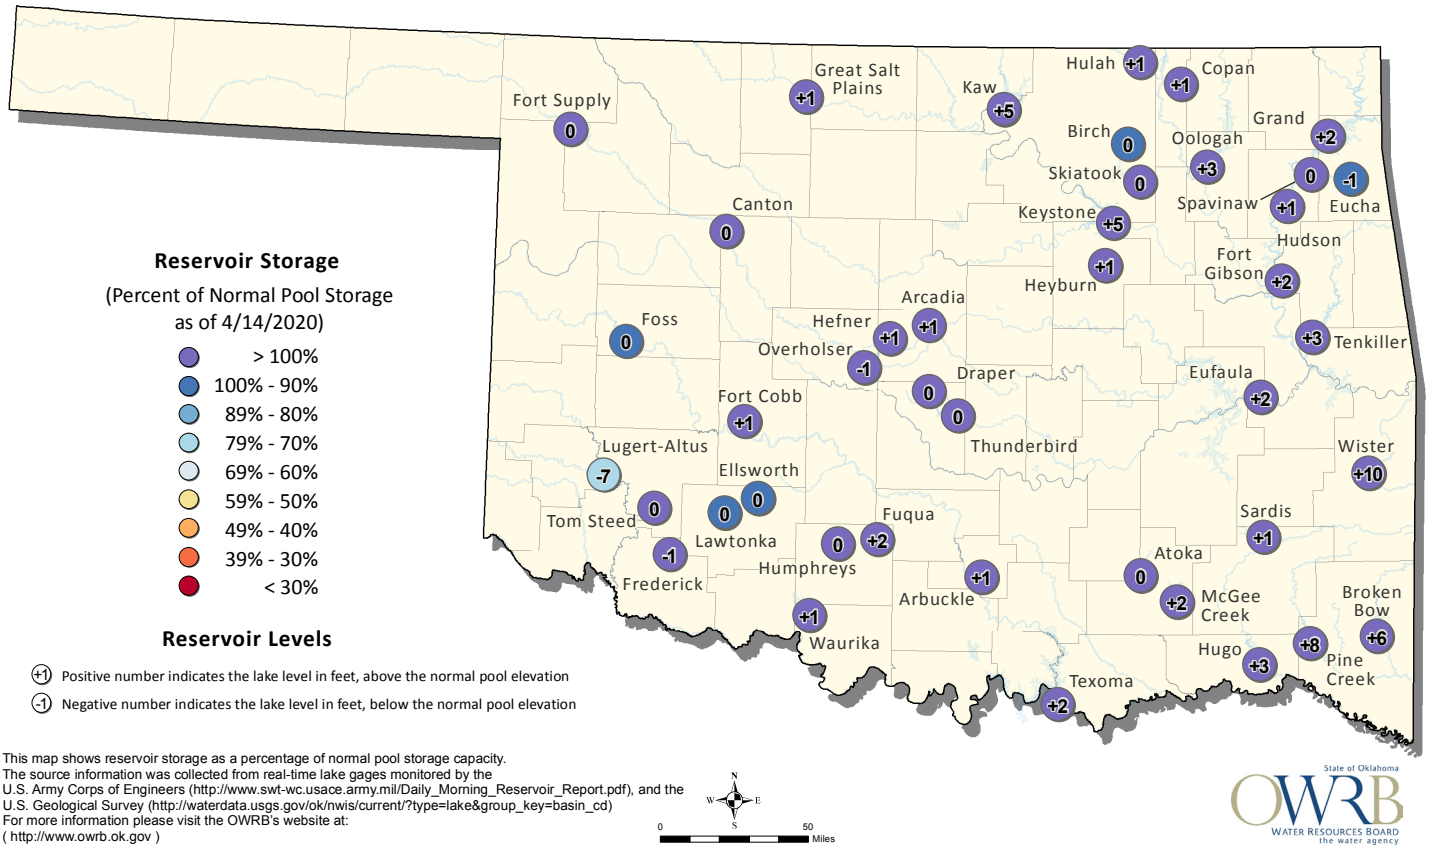 Hulah
+1
Copan
+1
Great Salt
Plains
+1
Kaw
+5
Fort Supply
0
Grand
+2
Birch
0
Oologah
+3
Skiatook
0
0
-1
Spavinaw
+1
Eucha
Canton
0
Keystone
+5
Hudson
Fort
Gibson
+2
Heyburn
+1
Arcadia
+1
Hefner
+1
Overholser
-1
Foss
0
+3
Tenkiller
Draper
0
Eufaula
+2
Fort Cobb
+1
0
Thunderbird
Wister
+10
Lugert-Altus
-7
Ellsworth
0
Tom Steed
0
0
Lawtonka
Fuqua
+2
0
Humphreys
Sardis
+1
-1
Frederick
Atoka
0
+1
Arbuckle
+2
McGee
Creek
Broken
Bow
+6
+1
Waurika
Hugo
+3
+8
Pine
Creek
Texoma
+2
Reservoir Storage
(Percent of Normal Pool Storage
as of 4/14/2020)
> 100%
100% - 90%
89% - 80%
79% - 70%
69% - 60%
59% - 50%
49% - 40%
39% - 30%
< 30%
Reservoir Levels
+1 Positive number indicates the lake level in feet, above the normal pool elevation
-1 Negative number indicates the lake level in feet, below the normal pool elevation
This map shows reservoir storage as a percentage of normal pool storage capacity.
The source information was collected from real-time lake gages monitored by the
U.S. Army Corps of Engineers (http://www.swt-wc.usace.army.mil/Daily_Morning_Reservoir_Report.pdf), and the
U.S. Geological Survey (http://waterdata.usgs.gov/ok/nwis/current/?type=lake&group_key=basin_cd)
For more information please visit the OWRB's website at:
( http://www.owrb.ok.gov )
N
W E
S
0 50
Miles
State of Oklahoma
OWRB
WATER RESOURCES BOARD
the water agency